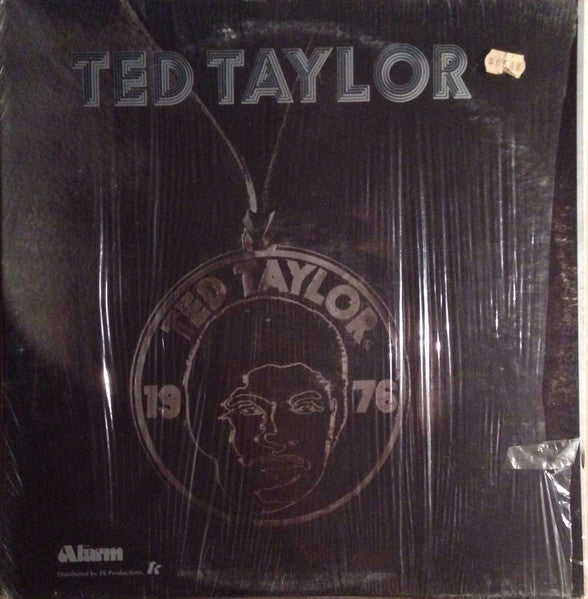 TED TAYLOR
TED TAYLOR
19 76
Alarm
Distributed by TK Productions.